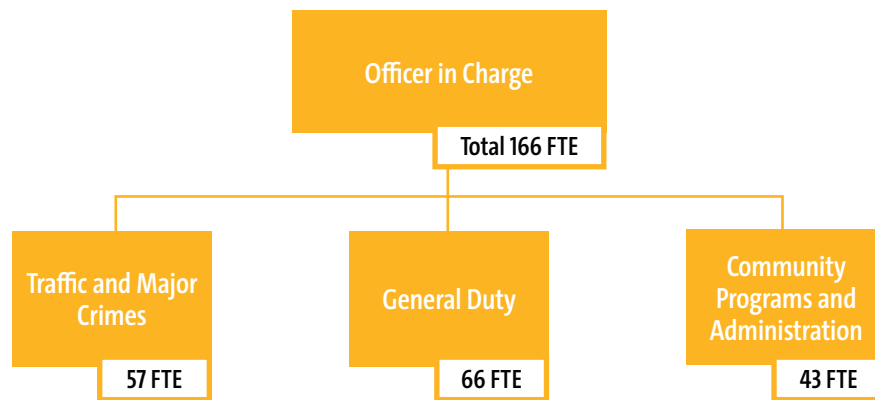 Officer in Charge
Total 166 FTE
Traffic and Major
Crimes
57 FTE
General Duty
66 FTE
Community
Programs and
Administration
43 FTE